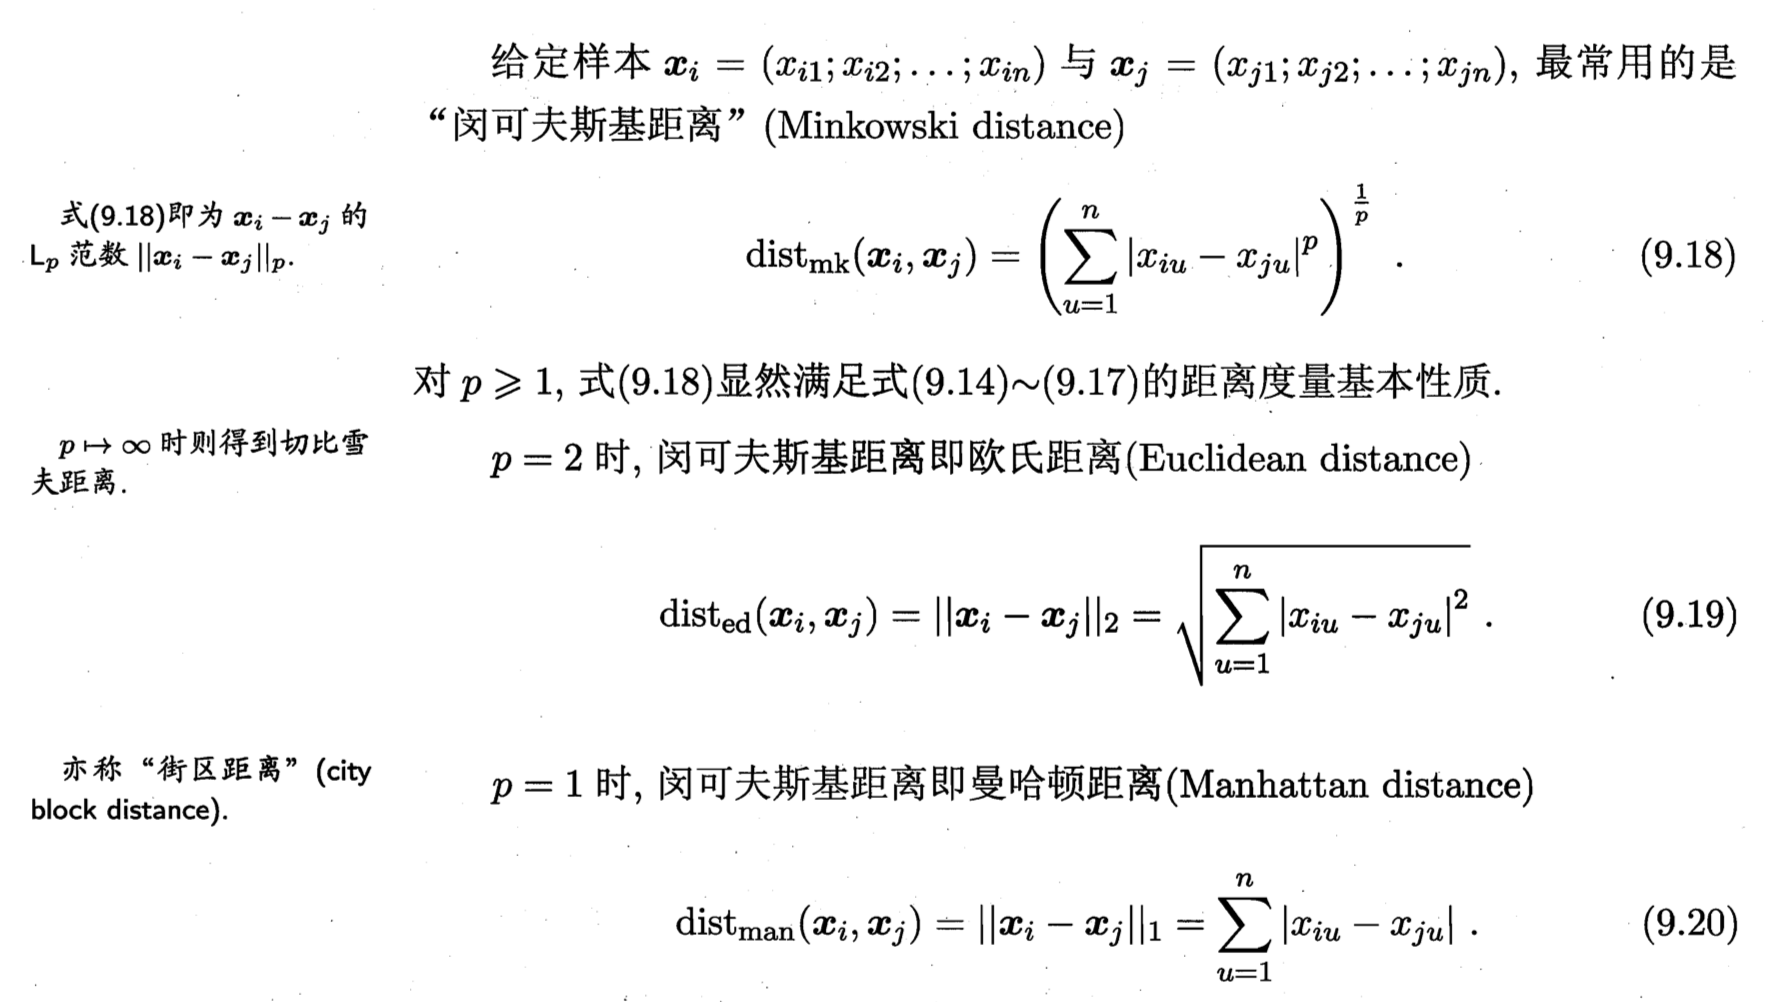 给定样本 $\boldsymbol{x}_i = (x_{i1}; x_{i2}; \ldots; x_{in})$ 与 $\boldsymbol{x}_j = (x_{j1}; x_{j2}; \ldots; x_{jn})$, 最常用的是
“闵可夫斯基距离” (Minkowski distance)
式(9.18)即为 $\boldsymbol{x}_i - \boldsymbol{x}_j$ 的
$\mathsf{L}_p$ 范数 $||\boldsymbol{x}_i - \boldsymbol{x}_j||_p$.
$\text{dist}_{\text{mk}}(\boldsymbol{x}_i, \boldsymbol{x}_j) = \left( \sum_{u=1}^{n} |x_{iu} - x_{ju}|^p \right)^{\frac{1}{p}}$ . (9.18)
对 $p \geqslant 1$, 式(9.18)显然满足式(9.14)~(9.17)的距离度量基本性质.
$p \mapsto \infty$ 时则得到切比雪
夫距离.
$p = 2$ 时, 闵可夫斯基距离即欧氏距离(Euclidean distance)
$\text{dist}_{\text{ed}}(\boldsymbol{x}_i, \boldsymbol{x}_j) = ||\boldsymbol{x}_i - \boldsymbol{x}_j||_2 = \sqrt{\sum_{u=1}^{n} |x_{iu} - x_{ju}|^2}$ . (9.19)
亦称“街区距离” (city
block distance).
$p = 1$ 时, 闵可夫斯基距离即曼哈顿距离(Manhattan distance)
$\text{dist}_{\text{man}}(\boldsymbol{x}_i, \boldsymbol{x}_j) = ||\boldsymbol{x}_i - \boldsymbol{x}_j||_1 = \sum_{u=1}^{n} |x_{iu} - x_{ju}|$ . (9.20)